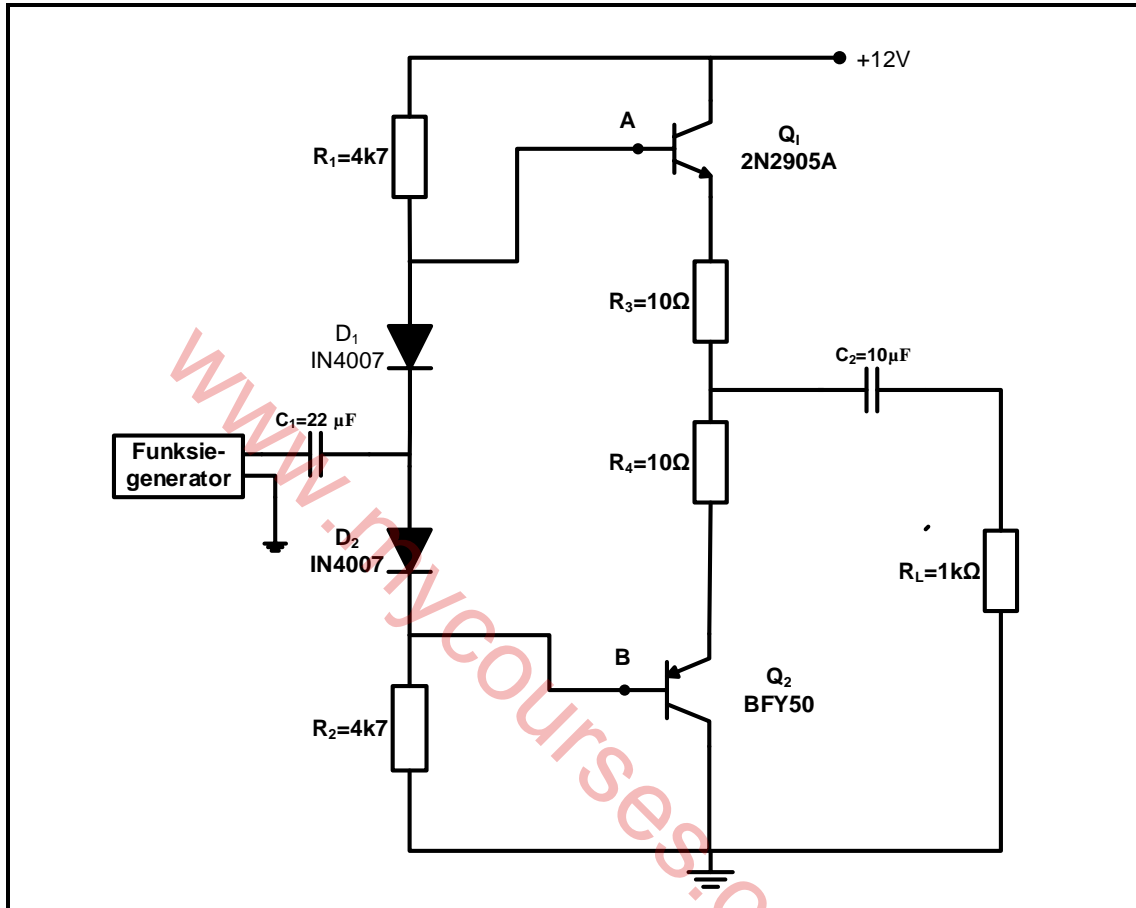 +12V
A
R1=4k7
QI
2N2905A
R3=10Ω
D1
IN4007
C2=10µF
C1=22 µF
Funksie-
generator
R4=10Ω
D2
IN4007
RL=1kΩ
B
Q2
BFY50
R2=4k7
www.mycourses.c